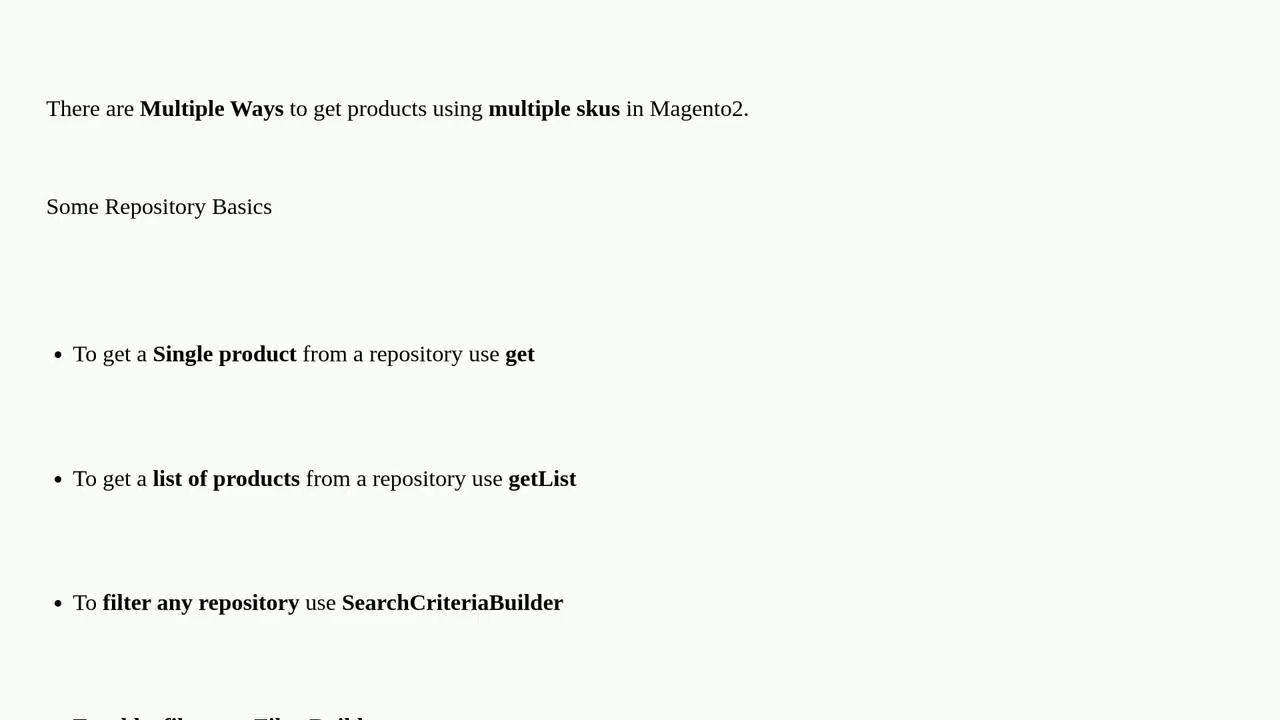 There are Multiple Ways to get products using multiple skus in Magento2.
Some Repository Basics
• To get a Single product from a repository use get
• To get a list of products from a repository use getList
• To filter any repository use SearchCriteriaBuilder